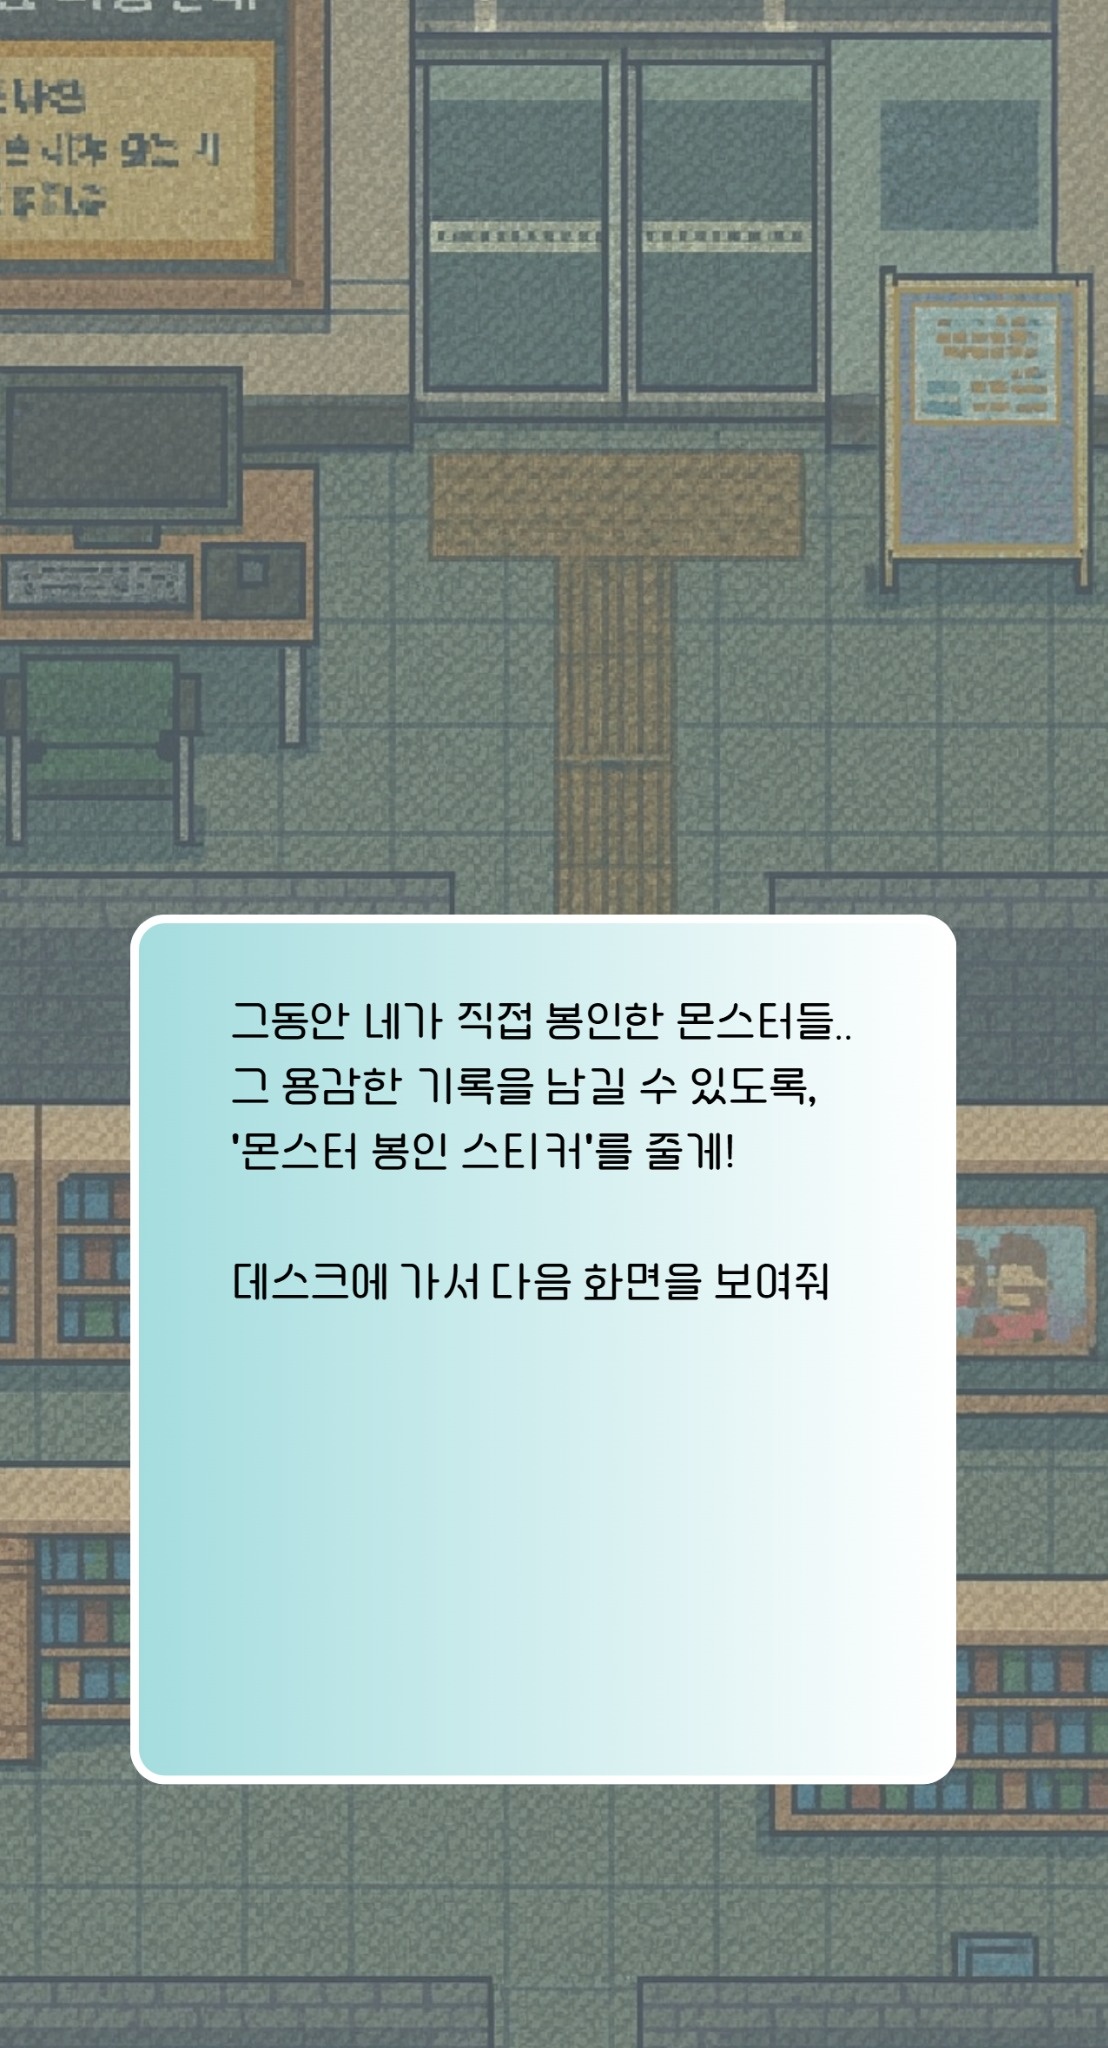 그동안 네가 직접 봉인한 몬스터들..
그 용감한 기록을 남길 수 있도록,
'몬스터 봉인 스티커'를 줄게!
데스크에 가서 다음 화면을 보여줘